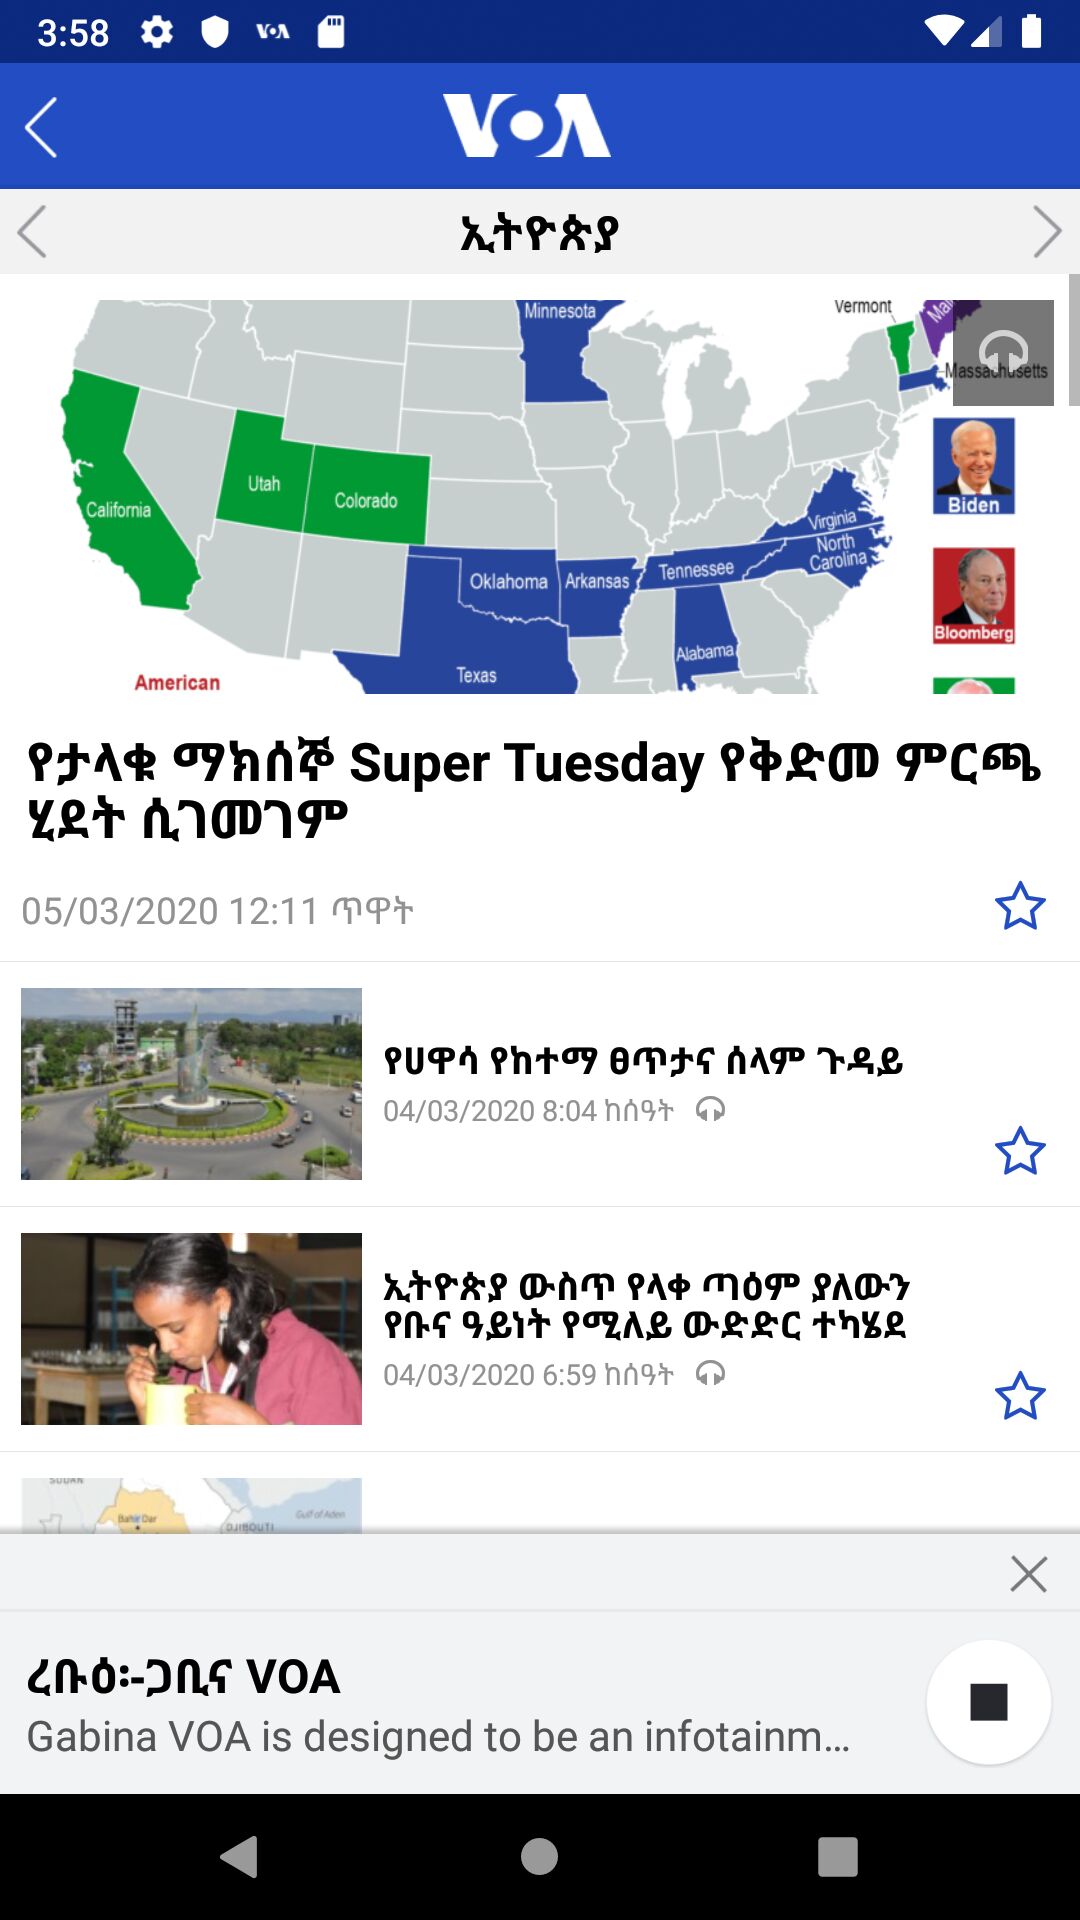 3:58
VOA
VOA
ኢትዮጵያ
Minnesota
Vermont
Massachusetts
California
Utah
Colorado
Biden
Virginia
North
Carolina
Oklahoma
Arkansas
Tennessee
Bloomberg
Alabama
Texas
American
የታላቁ ማክሰኞ Super Tuesday የቅድመ ምርጫ
ሂደት ሲገመገም
05/03/2020 12:11 ጥዋት
የሀዋሳ የከተማ ፀጥታና ሰላም ጉዳይ
04/03/2020 8:04 ከሰዓት
ኢትዮጵያ ውስጥ የላቀ ጣዕም ያለውን
የቡና ዓይነት የሚለይ ውድድር ተካሄደ
04/03/2020 6:59 ከሰዓት
SUDAN
Bahir Dar
Gulf of Aden
DJIBOUTI
ረቡዕ፡-ጋቢና VOA
Gabina VOA is designed to be an infotainm...